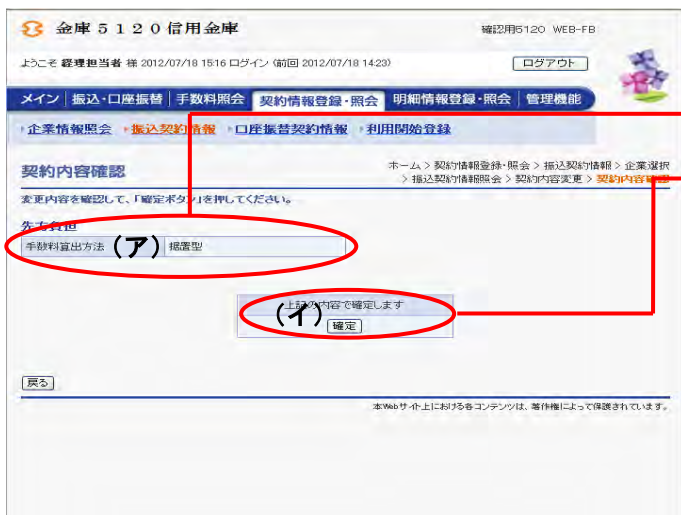 金庫5120信用金庫
確認用5120 WEB-FB
ようこそ 経理担当者 様 2012/07/18 15:16 ログイン (前回 2012/07/18 14:23)
ログアウト
メイン 振込・口座振替 手数料照会 契約情報登録・照会 明細情報登録・照会 管理機能
企業情報照会 振込契約情報 口座振替契約情報 利用開始登録
契約内容確認
ホーム > 契約情報登録・照会 > 振込契約情報 > 企業選択
> 振込契約情報照会 > 契約内容変更 > 契約内容確認
変更内容を確認して、「確定ボタン」を押してください。
先方負担
手数料算出方法 (ア) 据置型
上記の内容で確定します
(イ) 確定
戻る
本Webサイト上における各コンテンツは、著作権によって保護されています。